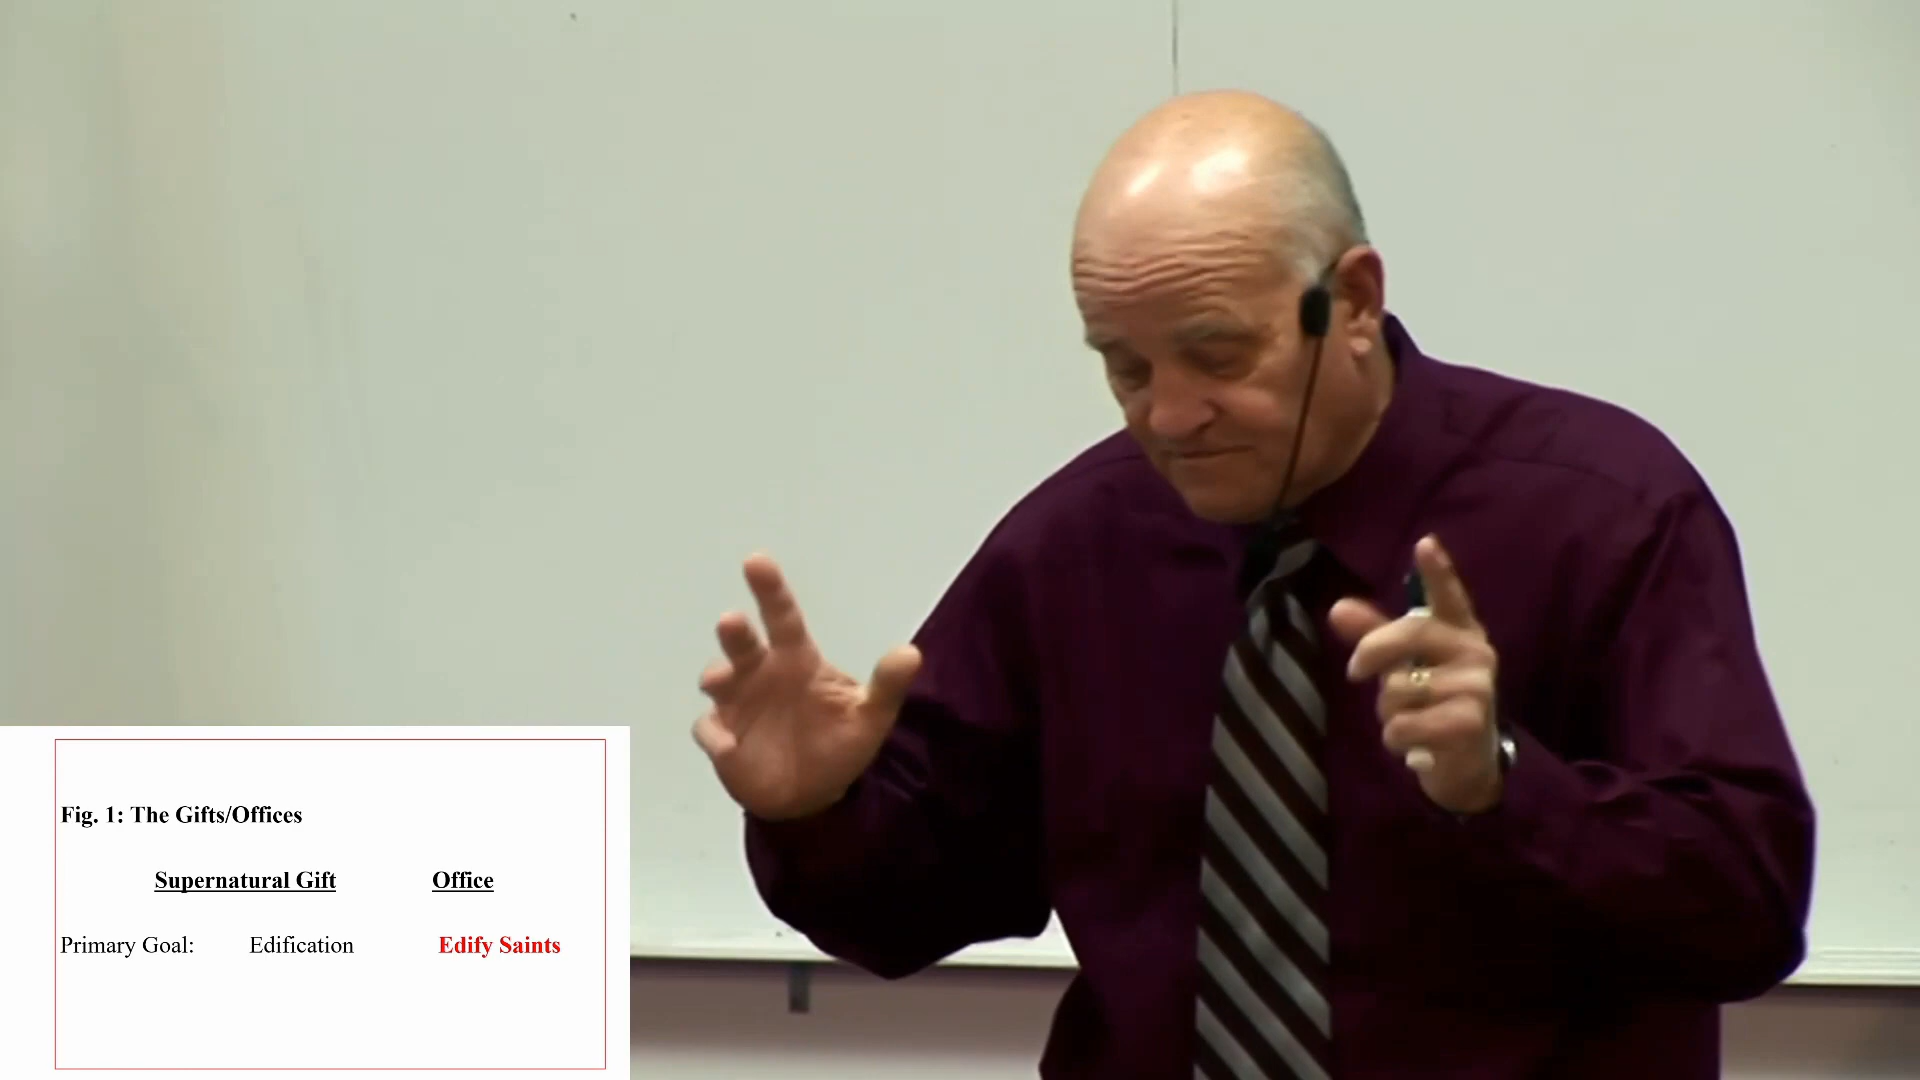 Fig. 1: The Gifts/Offices
Supernatural Gift Office
Primary Goal: Edification Edify Saints